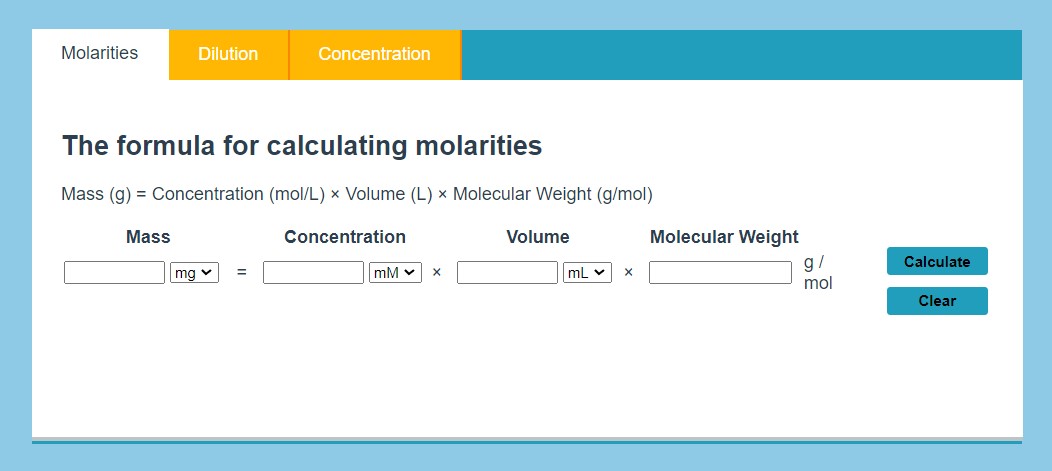 Molarities Dilution Concentration
The formula for calculating molarities
Mass (g) = Concentration (mol/L) × Volume (L) × Molecular Weight (g/mol)
Mass Concentration Volume Molecular Weight
mg = mM × mL × g / mol
Calculate
Clear